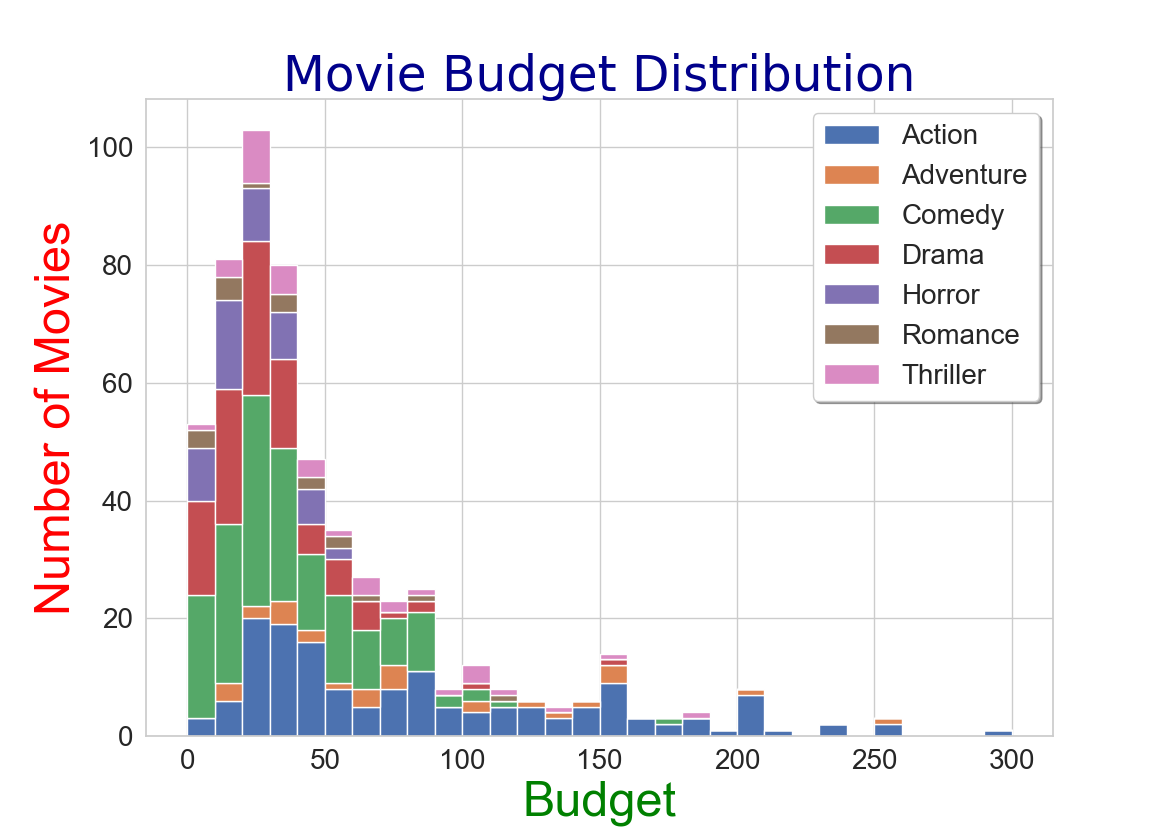 Movie Budget Distribution
Number of Movies
100
80
60
40
20
0
0 50 100 150 200 250 300
Budget
Action
Adventure
Comedy
Drama
Horror
Romance
Thriller